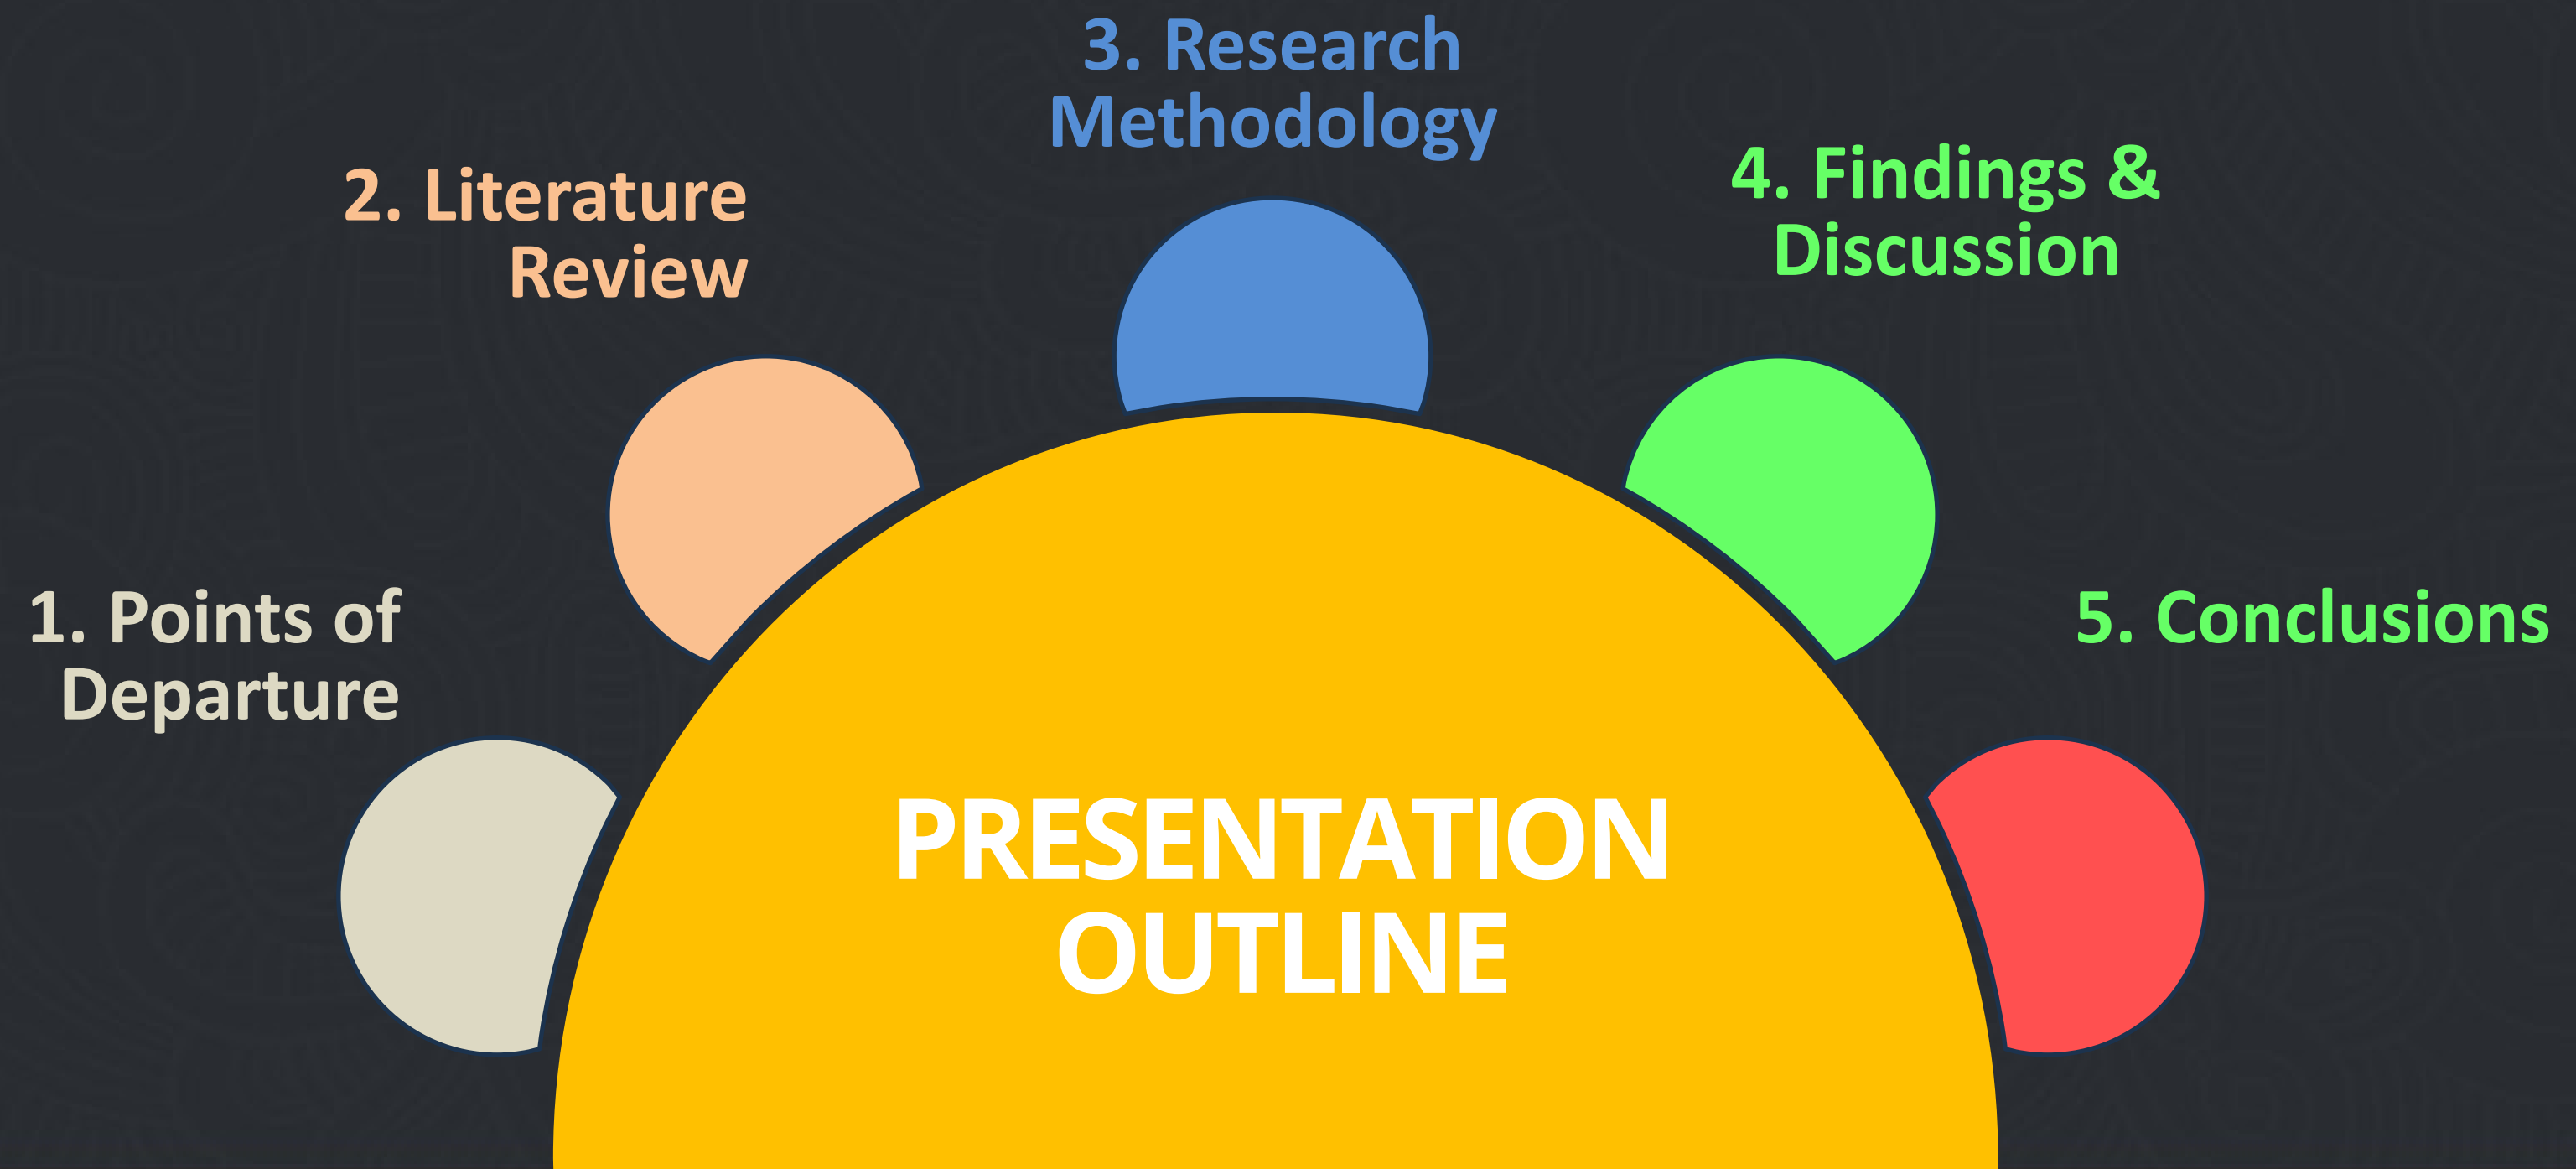 1. Points of
Departure
2. Literature
Review
3. Research
Methodology
4. Findings &
Discussion
5. Conclusions
PRESENTATION
OUTLINE